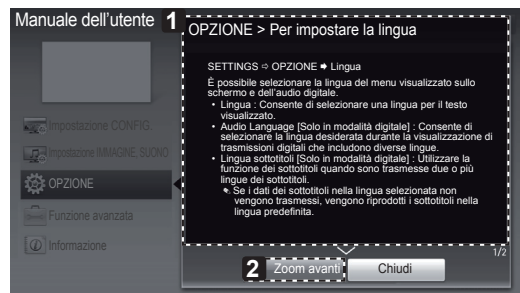 Manuale dell'utente
1
OPZIONE > Per impostare la lingua
SETTINGS ⇨ OPZIONE ➡ Lingua
È possibile selezionare la lingua del menu visualizzato sullo
schermo e dell'audio digitale.
• Lingua : Consente di selezionare una lingua per il testo
visualizzato.
• Audio Language [Solo in modalità digitale] : Consente di
selezionare la lingua desiderata durante la visualizzazione di
trasmissioni digitali che includono diverse lingue.
• Lingua sottotitoli [Solo in modalità digitale] : Utilizzare la
funzione dei sottotitoli quando sono trasmesse due o più
lingue dei sottotitoli.
Se i dati dei sottotitoli nella lingua selezionata non
vengono trasmessi, vengono riprodotti i sottotitoli nella
lingua predefinita.
Impostazione CONFIG.
Impostazione IMMAGINE, SUONO
OPZIONE
Funzione avanzata
Informazione
1/2
2
Zoom avanti
Chiudi